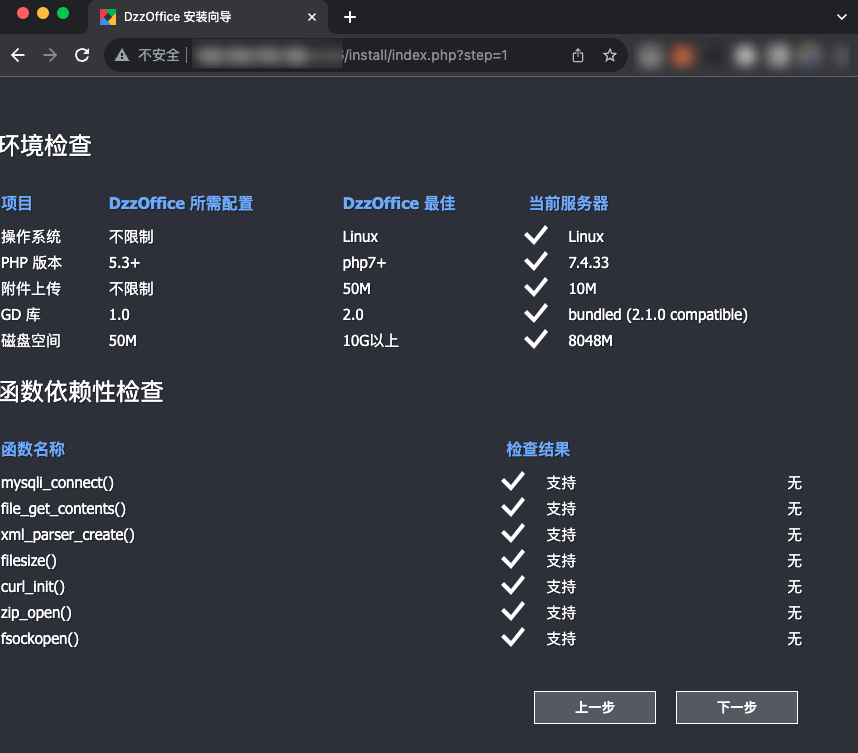 DzzOffice 安装向导
不安全 /install/index.php?step=1
环境检查
项目 DzzOffice 所需配置 DzzOffice 最佳 当前服务器
操作系统 不限制 Linux Linux
PHP 版本 5.3+ php7+ 7.4.33
附件上传 不限制 50M 10M
GD 库 1.0 2.0 bundled (2.1.0 compatible)
磁盘空间 50M 10G以上 8048M
函数依赖性检查
函数名称 检查结果
mysqli_connect() 支持 无
file_get_contents() 支持 无
xml_parser_create() 支持 无
filesize() 支持 无
curl_init() 支持 无
zip_open() 支持 无
fsockopen() 支持 无
上一步 下一步